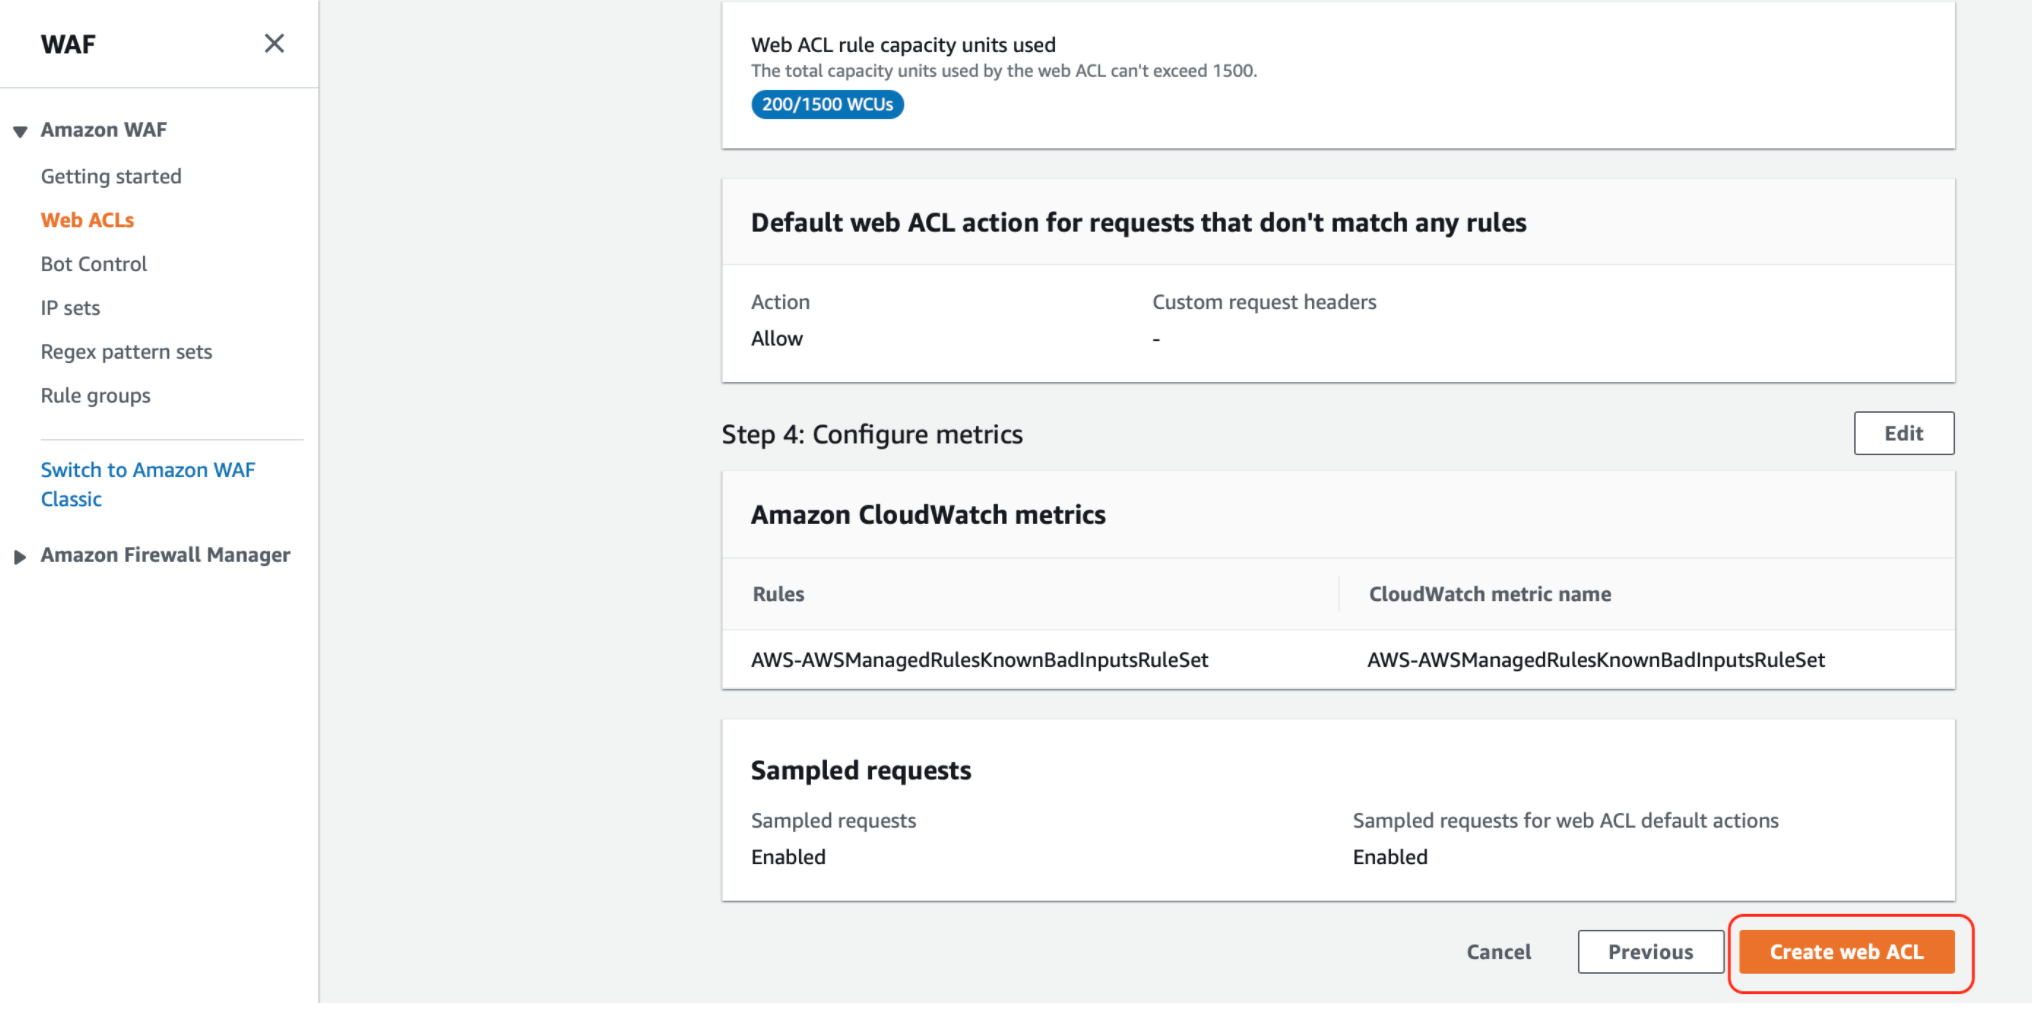 WAF
Amazon WAF
Getting started
Web ACLs
Bot Control
IP sets
Regex pattern sets
Rule groups
Switch to Amazon WAF
Classic
Amazon Firewall Manager
Web ACL rule capacity units used
The total capacity units used by the web ACL can't exceed 1500.
200/1500 WCUs
Default web ACL action for requests that don't match any rules
Action
Custom request headers
Allow
-
Step 4: Configure metrics
Edit
Amazon CloudWatch metrics
Rules
CloudWatch metric name
AWS-AWSManagedRulesKnownBadInputsRuleSet
AWS-AWSManagedRulesKnownBadInputsRuleSet
Sampled requests
Sampled requests
Sampled requests for web ACL default actions
Enabled
Enabled
Cancel
Previous
Create web ACL